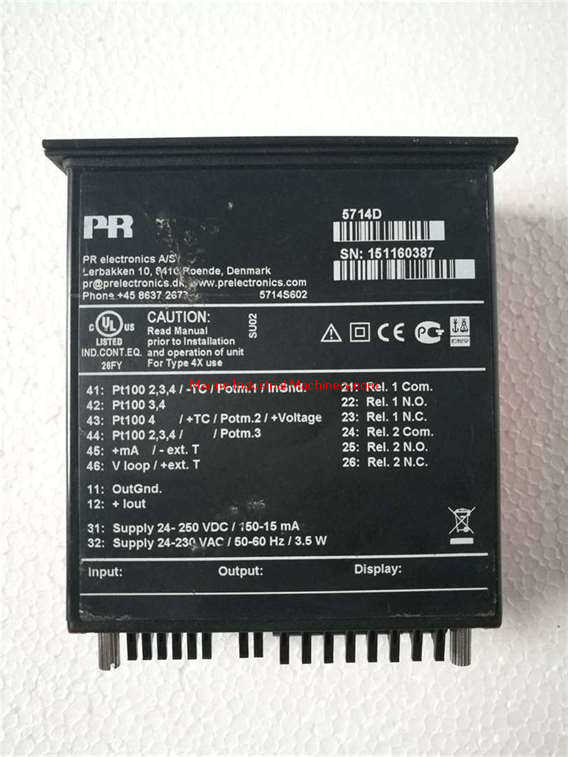 PR
5714D
PR electronics A/S
Lerbakken 10, 8410 Roende, Denmark
pr@prelectronics.dk www.prelectronics.com
Phone +45 8637 2677
5714S602
SN: 151160387
UL
C US
LISTED
IND.CONT.EQ.
26FY
CAUTION:
Read Manual
prior to Installation
and operation of unit
For Type 4X use
SU02
41: Pt100 2,3,4 / -TC / Potm.1 / InGnd.
42: Pt100 3,4
43: Pt100 4 / +TC / Potm.2 / +Voltage
44: Pt100 2,3,4 / / Potm.3
45: +mA / - ext. T
46: V loop / +ext. T
11: OutGnd.
12: + Iout
31: Supply 24- 250 VDC / 150-15 mA
32: Supply 24-230 VAC / 50-60 Hz / 3.5 W
21: Rel. 1 Com.
22: Rel. 1 N.O.
23: Rel. 1 N.C.
24: Rel. 2 Com.
25: Rel. 2 N.O.
26: Rel. 2 N.C.
Input: Output: Display: